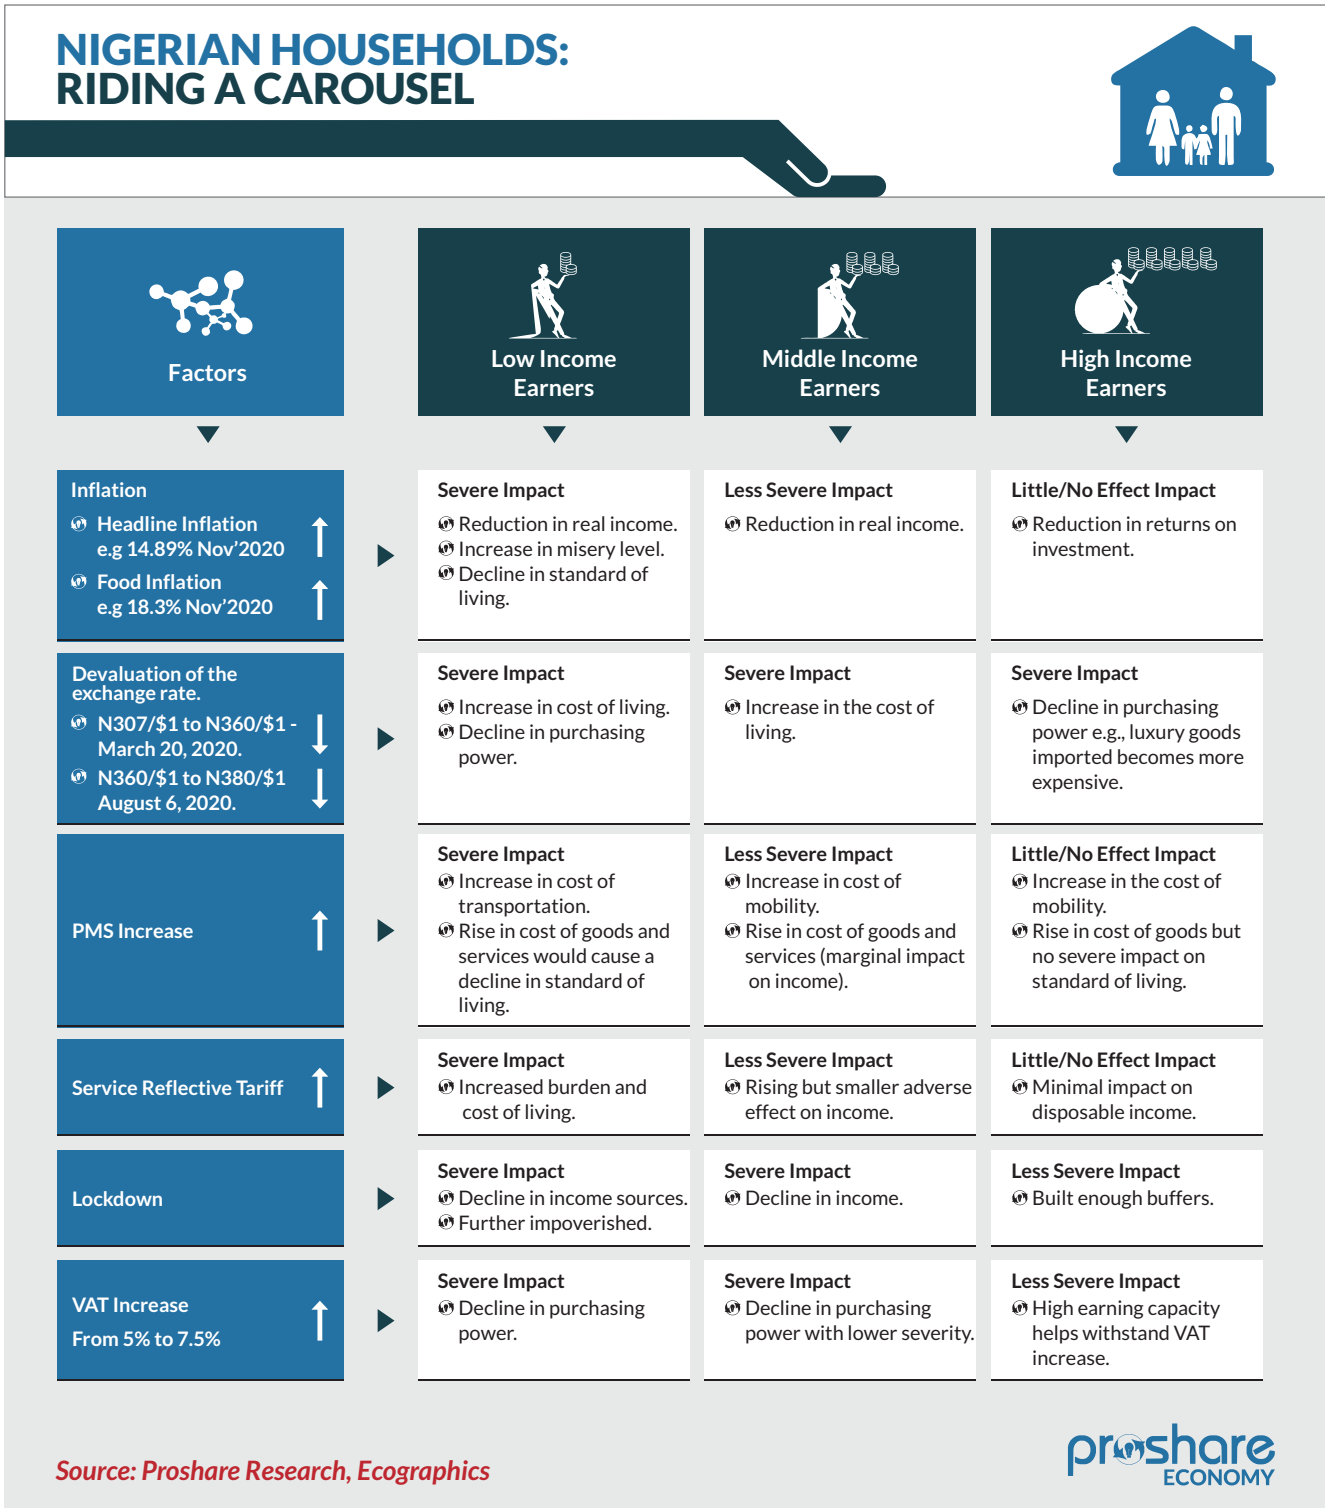 NIGERIAN HOUSEHOLDS:
RIDING A CAROUSEL
Factors
Low Income
Earners
Middle Income
Earners
High Income
Earners
Inflation
Headline Inflation
e.g 14.89% Nov'2020
Food Inflation
e.g 18.3% Nov'2020
Severe Impact
Reduction in real income.
Increase in misery level.
Decline in standard of
living.
Less Severe Impact
Reduction in real income.
Little/No Effect Impact
Reduction in returns on
investment.
Devaluation of the
exchange rate.
N307/$1 to N360/$1 -
March 20, 2020.
N360/$1 to N380/$1
August 6, 2020.
Severe Impact
Increase in cost of living.
Decline in purchasing
power.
Severe Impact
Increase in the cost of
living.
Severe Impact
Decline in purchasing
power e.g., luxury goods
imported becomes more
expensive.
PMS Increase
Severe Impact
Increase in cost of
transportation.
Rise in cost of goods and
services would cause a
decline in standard of
living.
Less Severe Impact
Increase in cost of
mobility.
Rise in cost of goods and
services (marginal impact
on income).
Little/No Effect Impact
Increase in the cost of
mobility.
Rise in cost of goods but
no severe impact on
standard of living.
Service Reflective Tariff
Severe Impact
Increased burden and
cost of living.
Less Severe Impact
Rising but smaller adverse
effect on income.
Little/No Effect Impact
Minimal impact on
disposable income.
Lockdown
Severe Impact
Decline in income sources.
Further impoverished.
Severe Impact
Decline in income.
Less Severe Impact
Built enough buffers.
VAT Increase
From 5% to 7.5%
Severe Impact
Decline in purchasing
power.
Severe Impact
Decline in purchasing
power with lower severity.
Less Severe Impact
High earning capacity
helps withstand VAT
increase.
Source: Proshare Research, Ecographics
proshare
ECONOMY